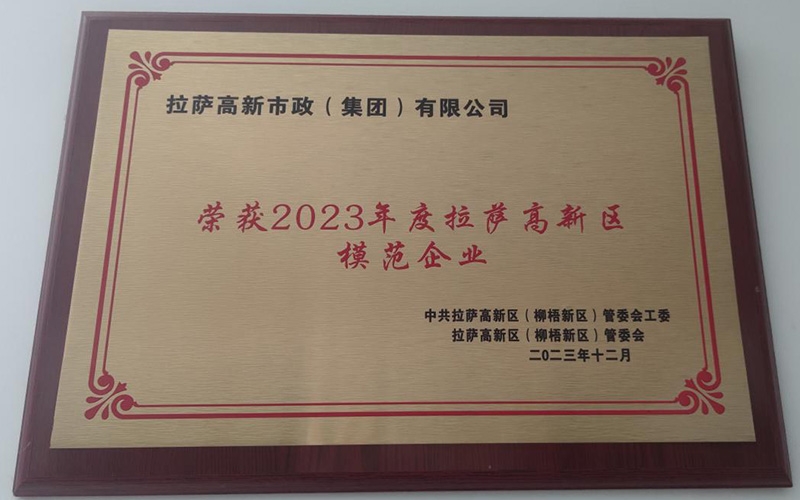 拉萨高新市政（集团）有限公司
荣获2023年度拉萨高新区
模范企业
中共拉萨高新区（柳梧新区）管委会工委
拉萨高新区（柳梧新区）管委会
二0二三年十二月